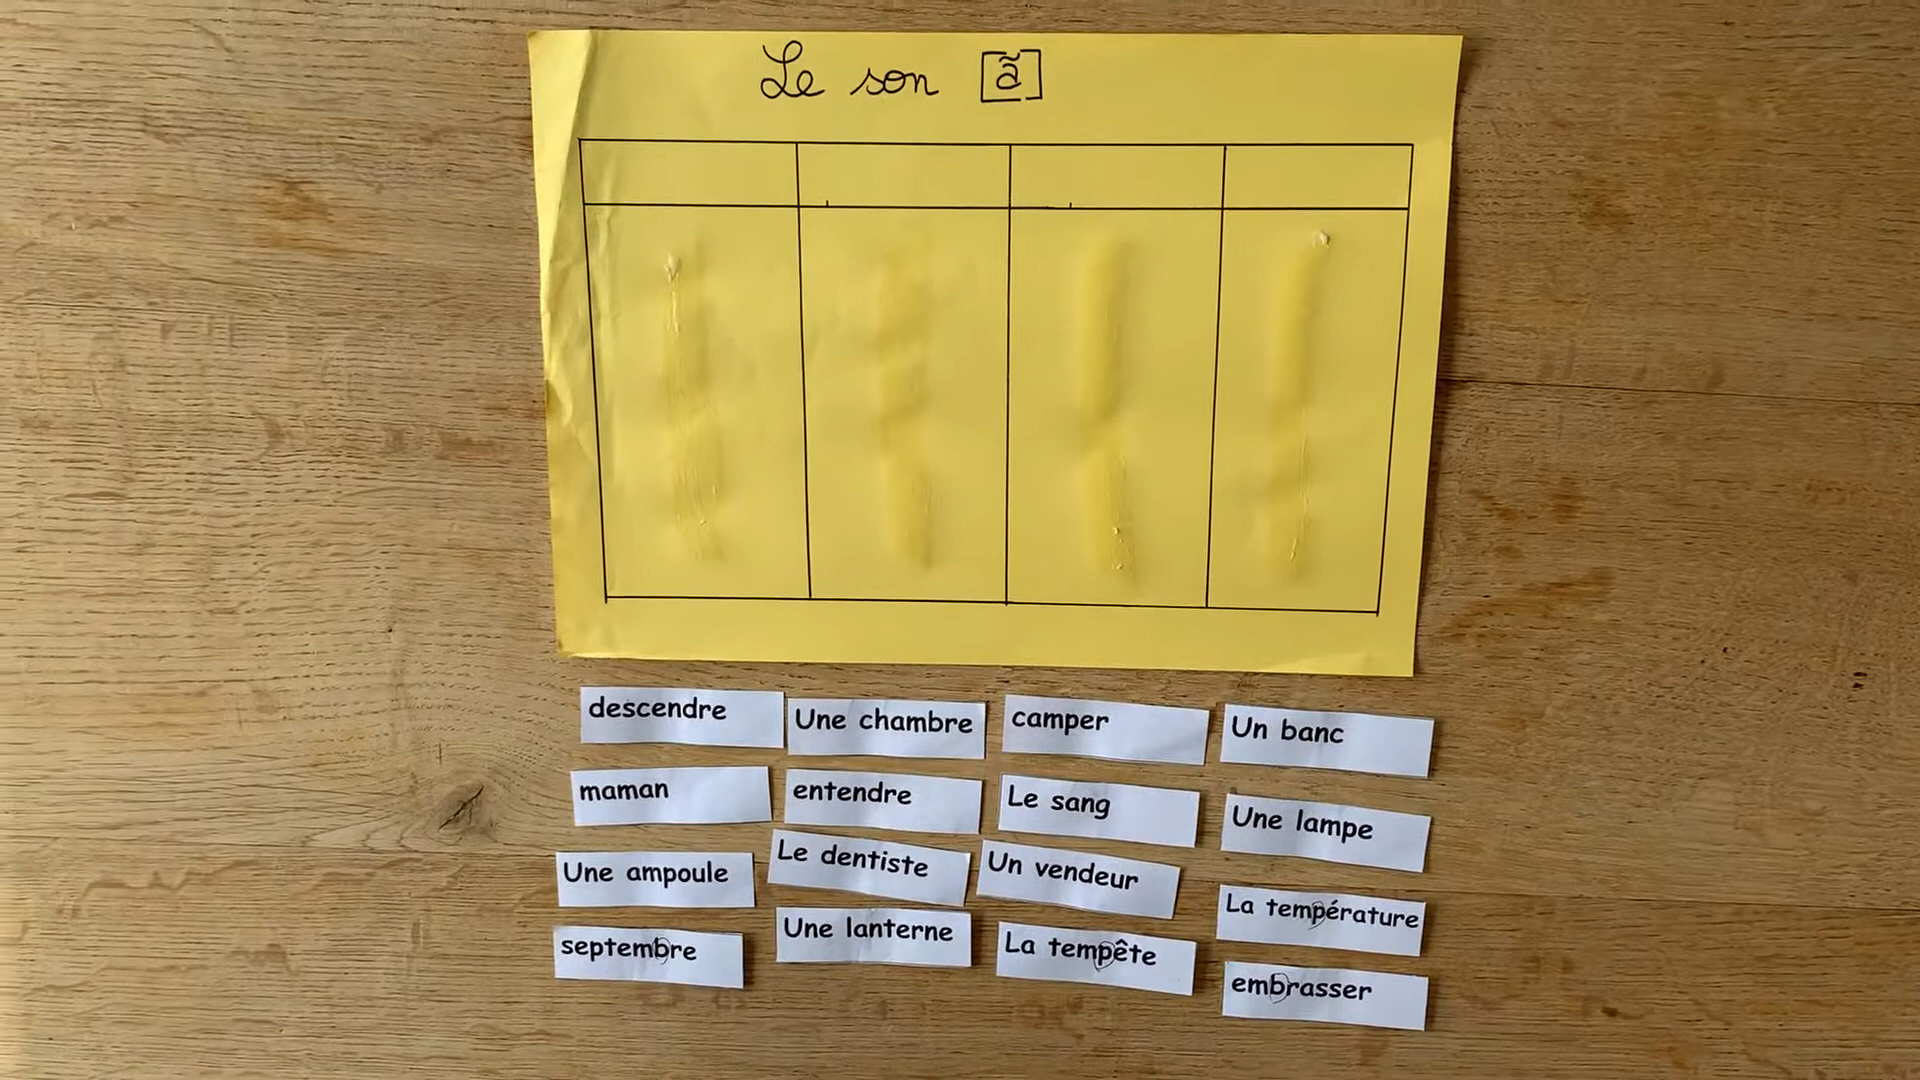 Le son [ã]
descendre
Une chambre
camper
Un banc
maman
entendre
Le sang
Une lampe
Une ampoule
Le dentiste
Un vendeur
La température
septembre
Une lanterne
La tempête
embrasser